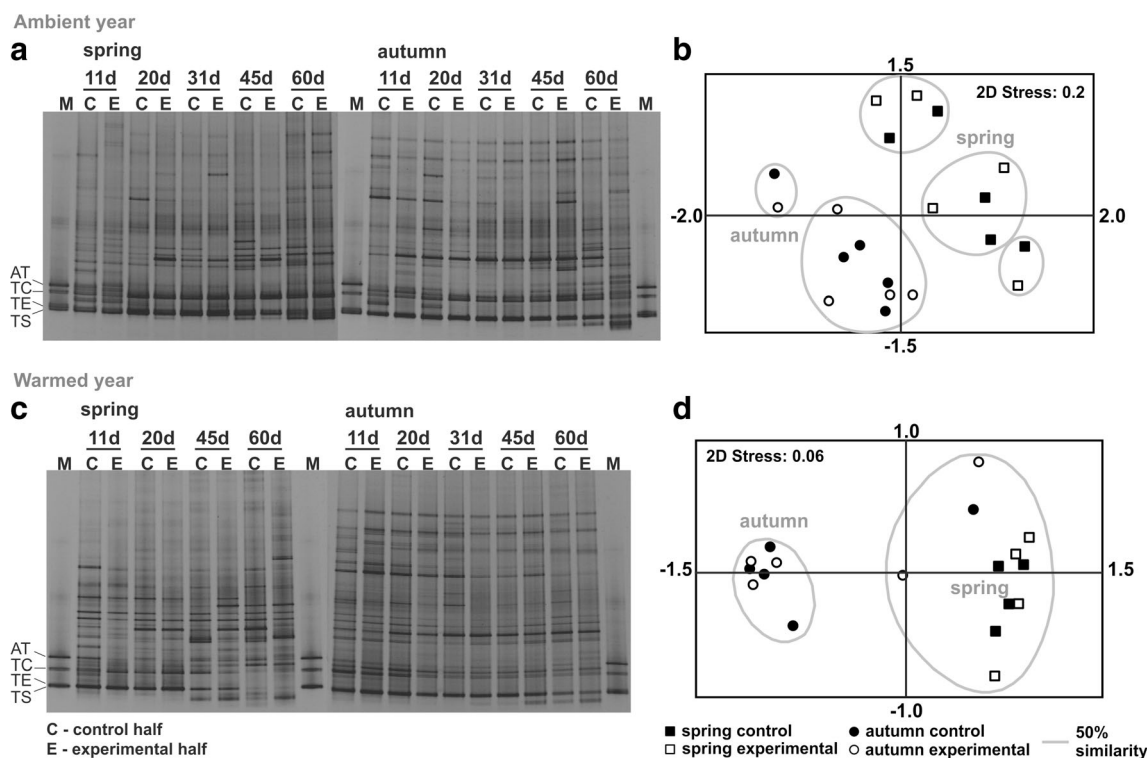 Ambient year
a
spring
autumn
11d 20d 31d 45d 60d 11d 20d 31d 45d 60d
M C E C E C E C E C E M C E C E C E C E C E M
AT
TC
TE
TS
b
1.5
2D Stress: 0.2
spring
-2.0
2.0
autumn
-1.5
Warmed year
c
spring
autumn
11d 20d 45d 60d 11d 20d 31d 45d 60d
M C E C E C E C E M C E C E C E C E C E M
AT
TC
TE
TS
C - control half
E - experimental half
d
1.0
2D Stress: 0.06
autumn
-1.5
1.5
spring
-1.0
spring control
autumn control
50%
spring experimental
autumn experimental
similarity